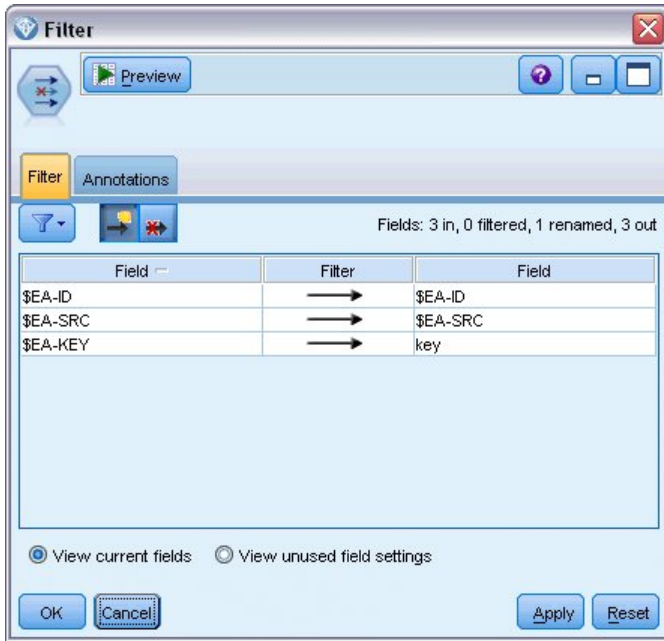 Filter
Preview
?
Filter Annotations
Fields: 3 in, 0 filtered, 1 renamed, 3 out
Field Filter Field
$EA-ID $EA-ID
$EA-SRC $EA-SRC
$EA-KEY key
View current fields View unused field settings
OK Cancel Apply Reset